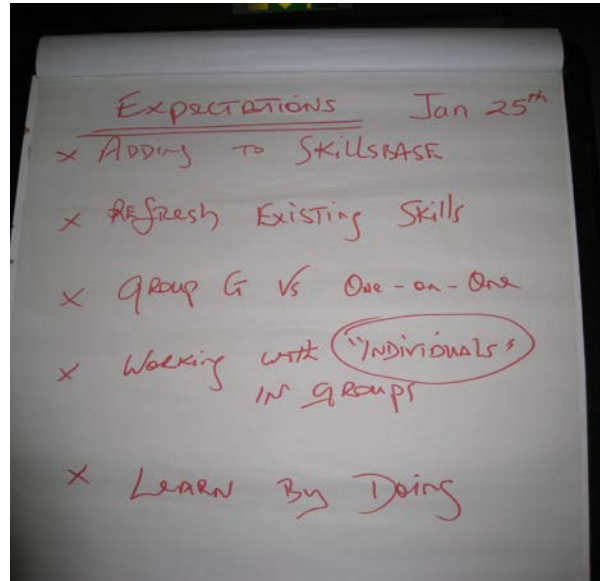 Expectations Jan 25th
x Adding to Skillsbase
x Refresh Existing Skills
x Group G Vs One-on-One
x Working with "Individuals"
in groups
x Learn By Doing